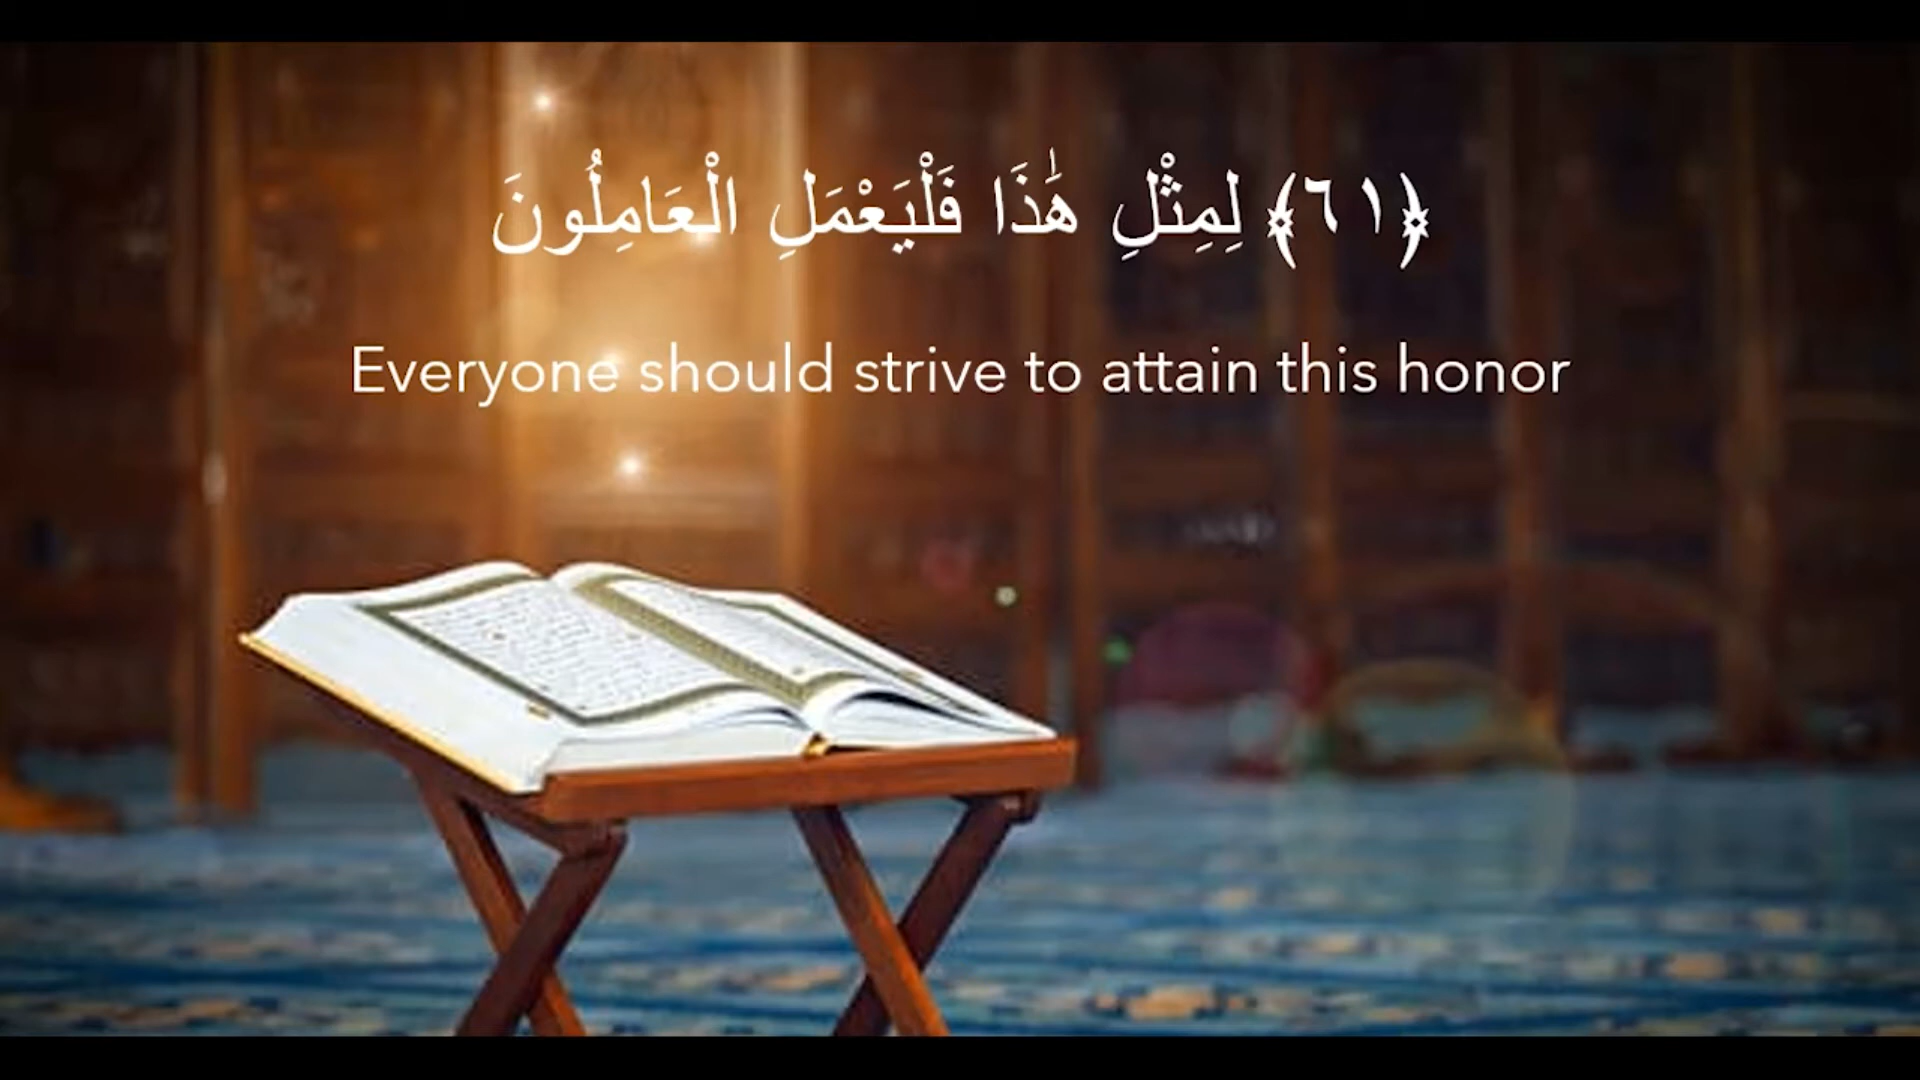 ﴿٦١﴾ لِمِثْلِ هَٰذَا فَلْيَعْمَلِ الْعَامِلُونَ
Everyone should strive to attain this honor